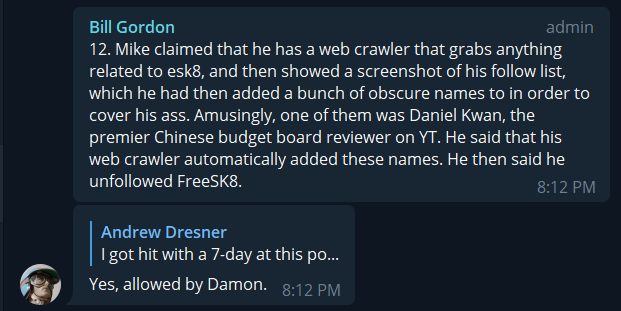 Bill Gordon admin
12. Mike claimed that he has a web crawler that grabs anything
related to esk8, and then showed a screenshot of his follow list,
which he had then added a bunch of obscure names to in order to
cover his ass. Amusingly, one of them was Daniel Kwan, the
premier Chinese budget board reviewer on YT. He said that his
web crawler automatically added these names. He then said he
unfollowed FreeSK8.
8:12 PM
Andrew Dresner
I got hit with a 7-day at this po...
Yes, allowed by Damon. 8:12 PM